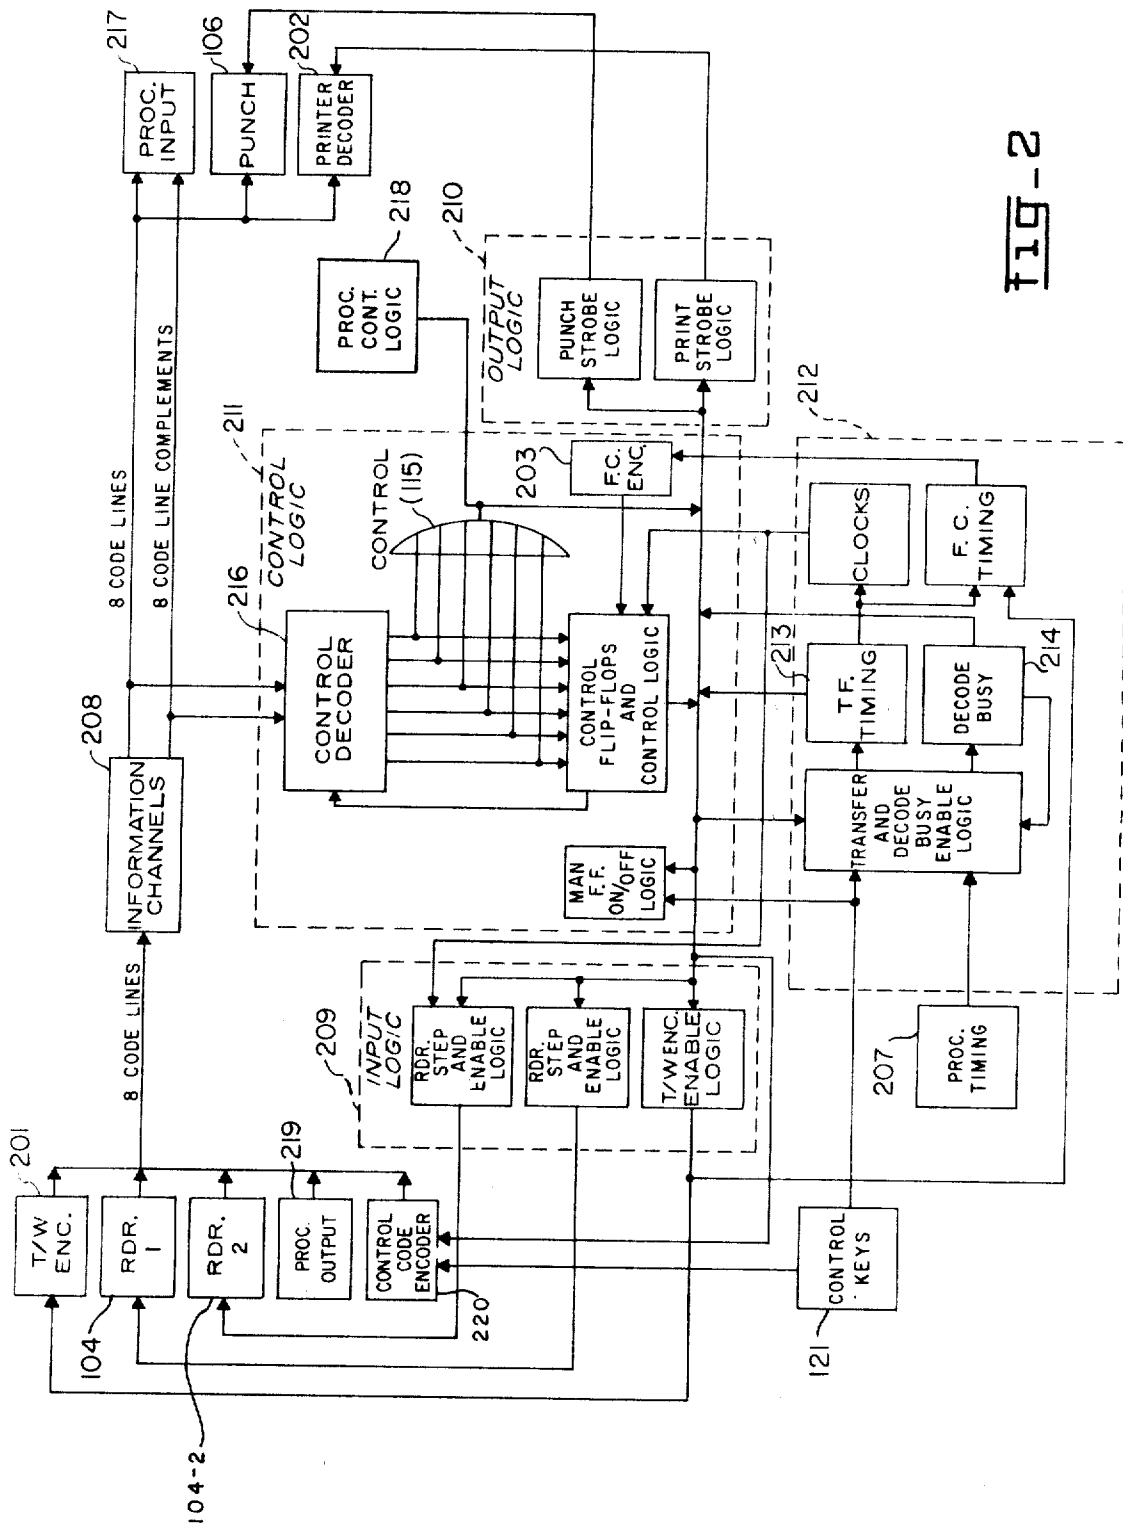 201
T/W
ENC.
104
RDR.
1
104-2
RDR.
2
219
PROC.
OUTPUT
CONTROL
CODE
ENCODER
220
8 CODE LINES
208
INFORMATION
CHANNELS
8 CODE LINES
8 CODE LINE COMPLEMENTS
217
PROC.
INPUT
106
PUNCH
202
PRINTER
DECODER
209
INPUT
LOGIC
RDR.
STEP
AND
ENABLE
LOGIC
RDR.
STEP
AND
ENABLE
LOGIC
T/W ENC.
ENABLE
LOGIC
211
CONTROL
LOGIC
216
CONTROL
DECODER
CONTROL
(115)
CONTROL
FLIP-FLOPS
AND
CONTROL LOGIC
MAN
F.F.
ON/OFF
LOGIC
203
F.C.
ENC.
218
PROC.
CONT.
LOGIC
210
OUTPUT
LOGIC
PUNCH
STROBE
LOGIC
PRINT
STROBE
LOGIC
212
TRANSFER
AND
DECODE
BUSY
ENABLE
LOGIC
213
T.F.
TIMING
DECODE
BUSY
214
CLOCKS
F.C.
TIMING
207
PROC.
TIMING
121
CONTROL
KEYS
Fig-2